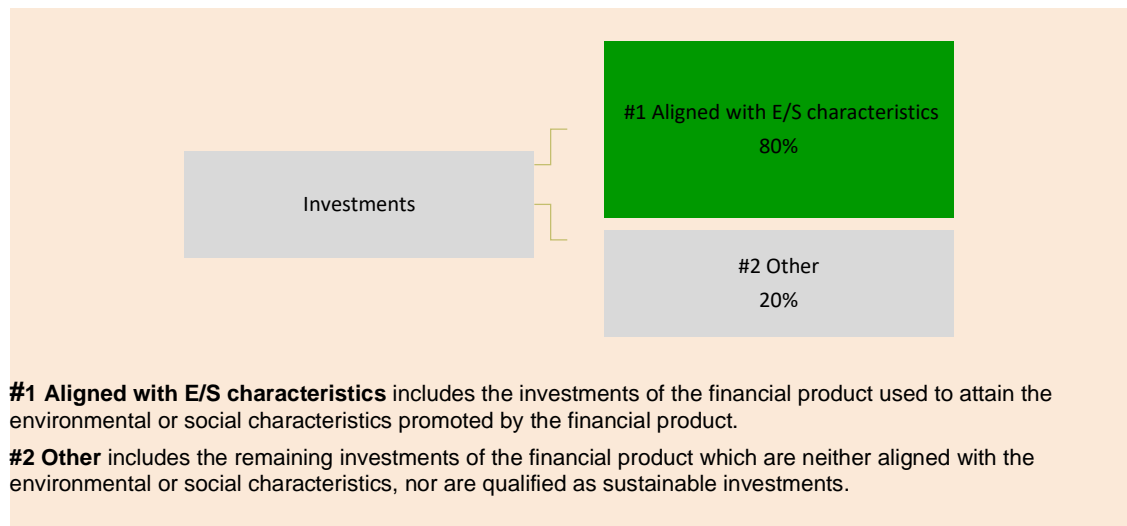 #1 Aligned with E/S characteristics
80%
Investments
#2 Other
20%
#1 Aligned with E/S characteristics includes the investments of the financial product used to attain the
environmental or social characteristics promoted by the financial product.
#2 Other includes the remaining investments of the financial product which are neither aligned with the
environmental or social characteristics, nor are qualified as sustainable investments.